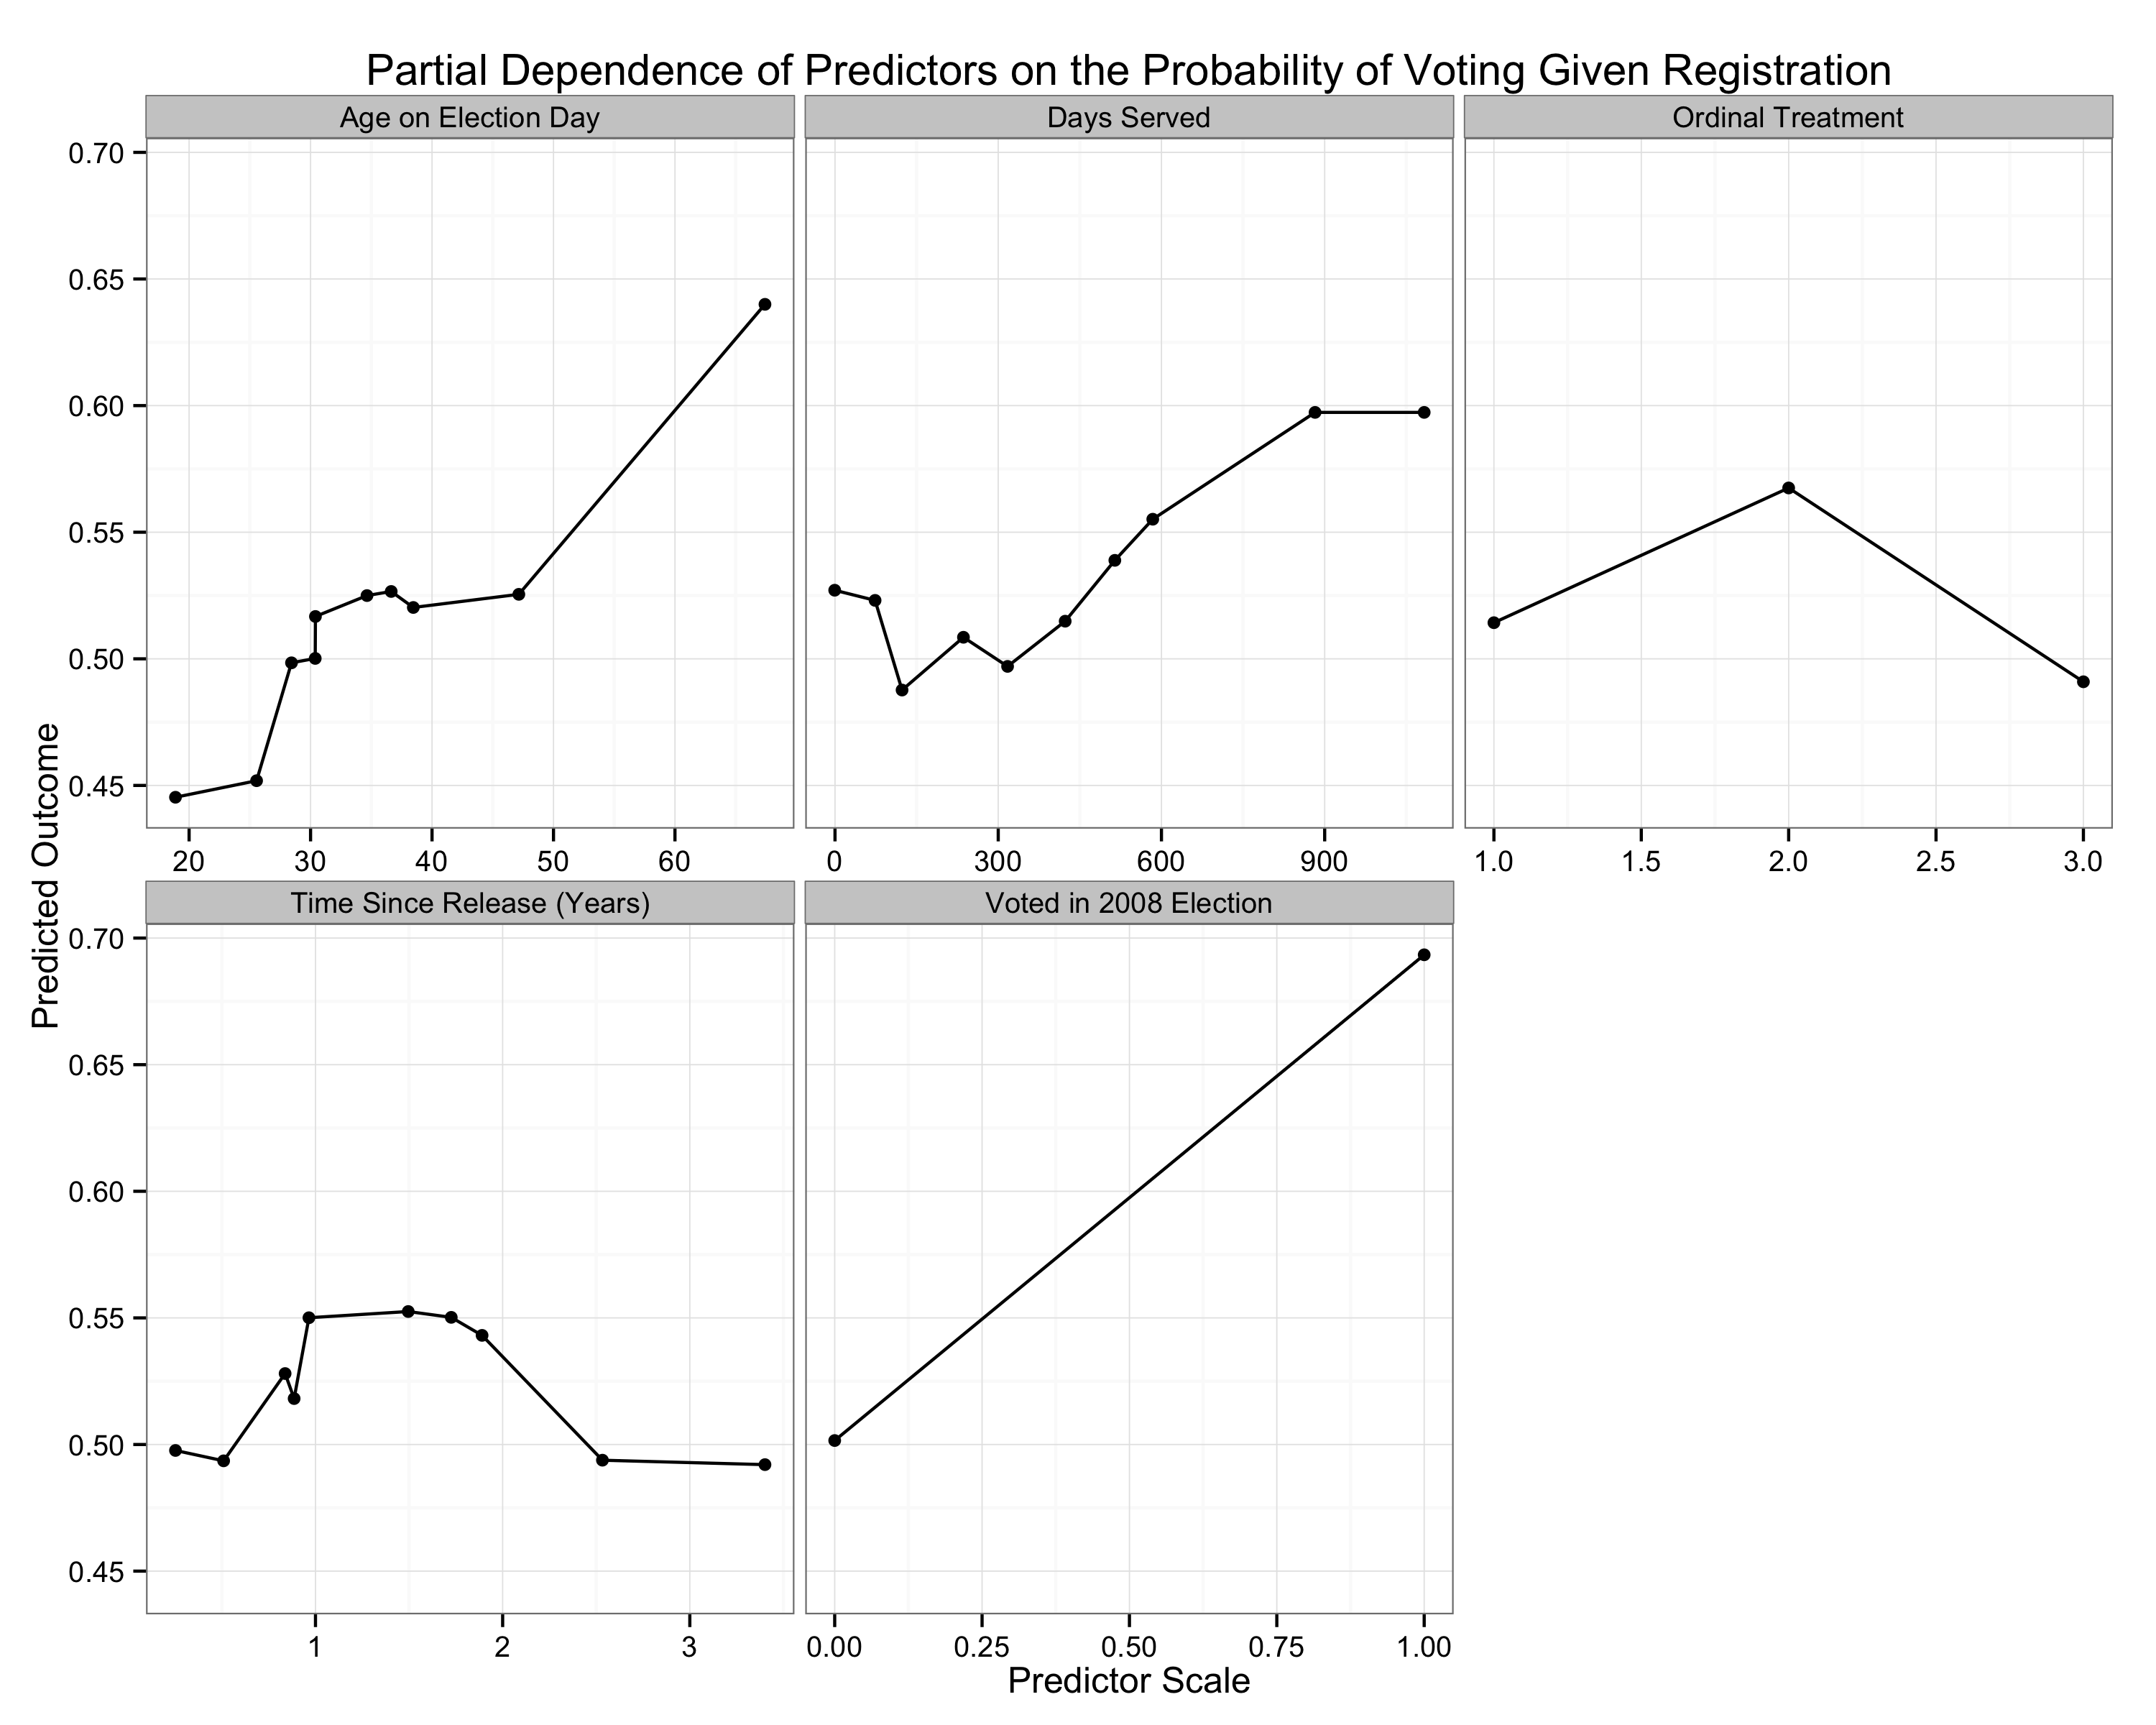 Partial Dependence of Predictors on the Probability of Voting Given Registration
Age on Election Day
Days Served
Ordinal Treatment
0.70
0.65
0.60
0.55
0.50
0.45
20 30 40 50 60
0 300 600 900
1.0 1.5 2.0 2.5 3.0
Predicted Outcome
Time Since Release (Years)
Voted in 2008 Election
0.70
0.65
0.60
0.55
0.50
0.45
1 2 3
0.00 0.25 0.50 0.75 1.00
Predictor Scale